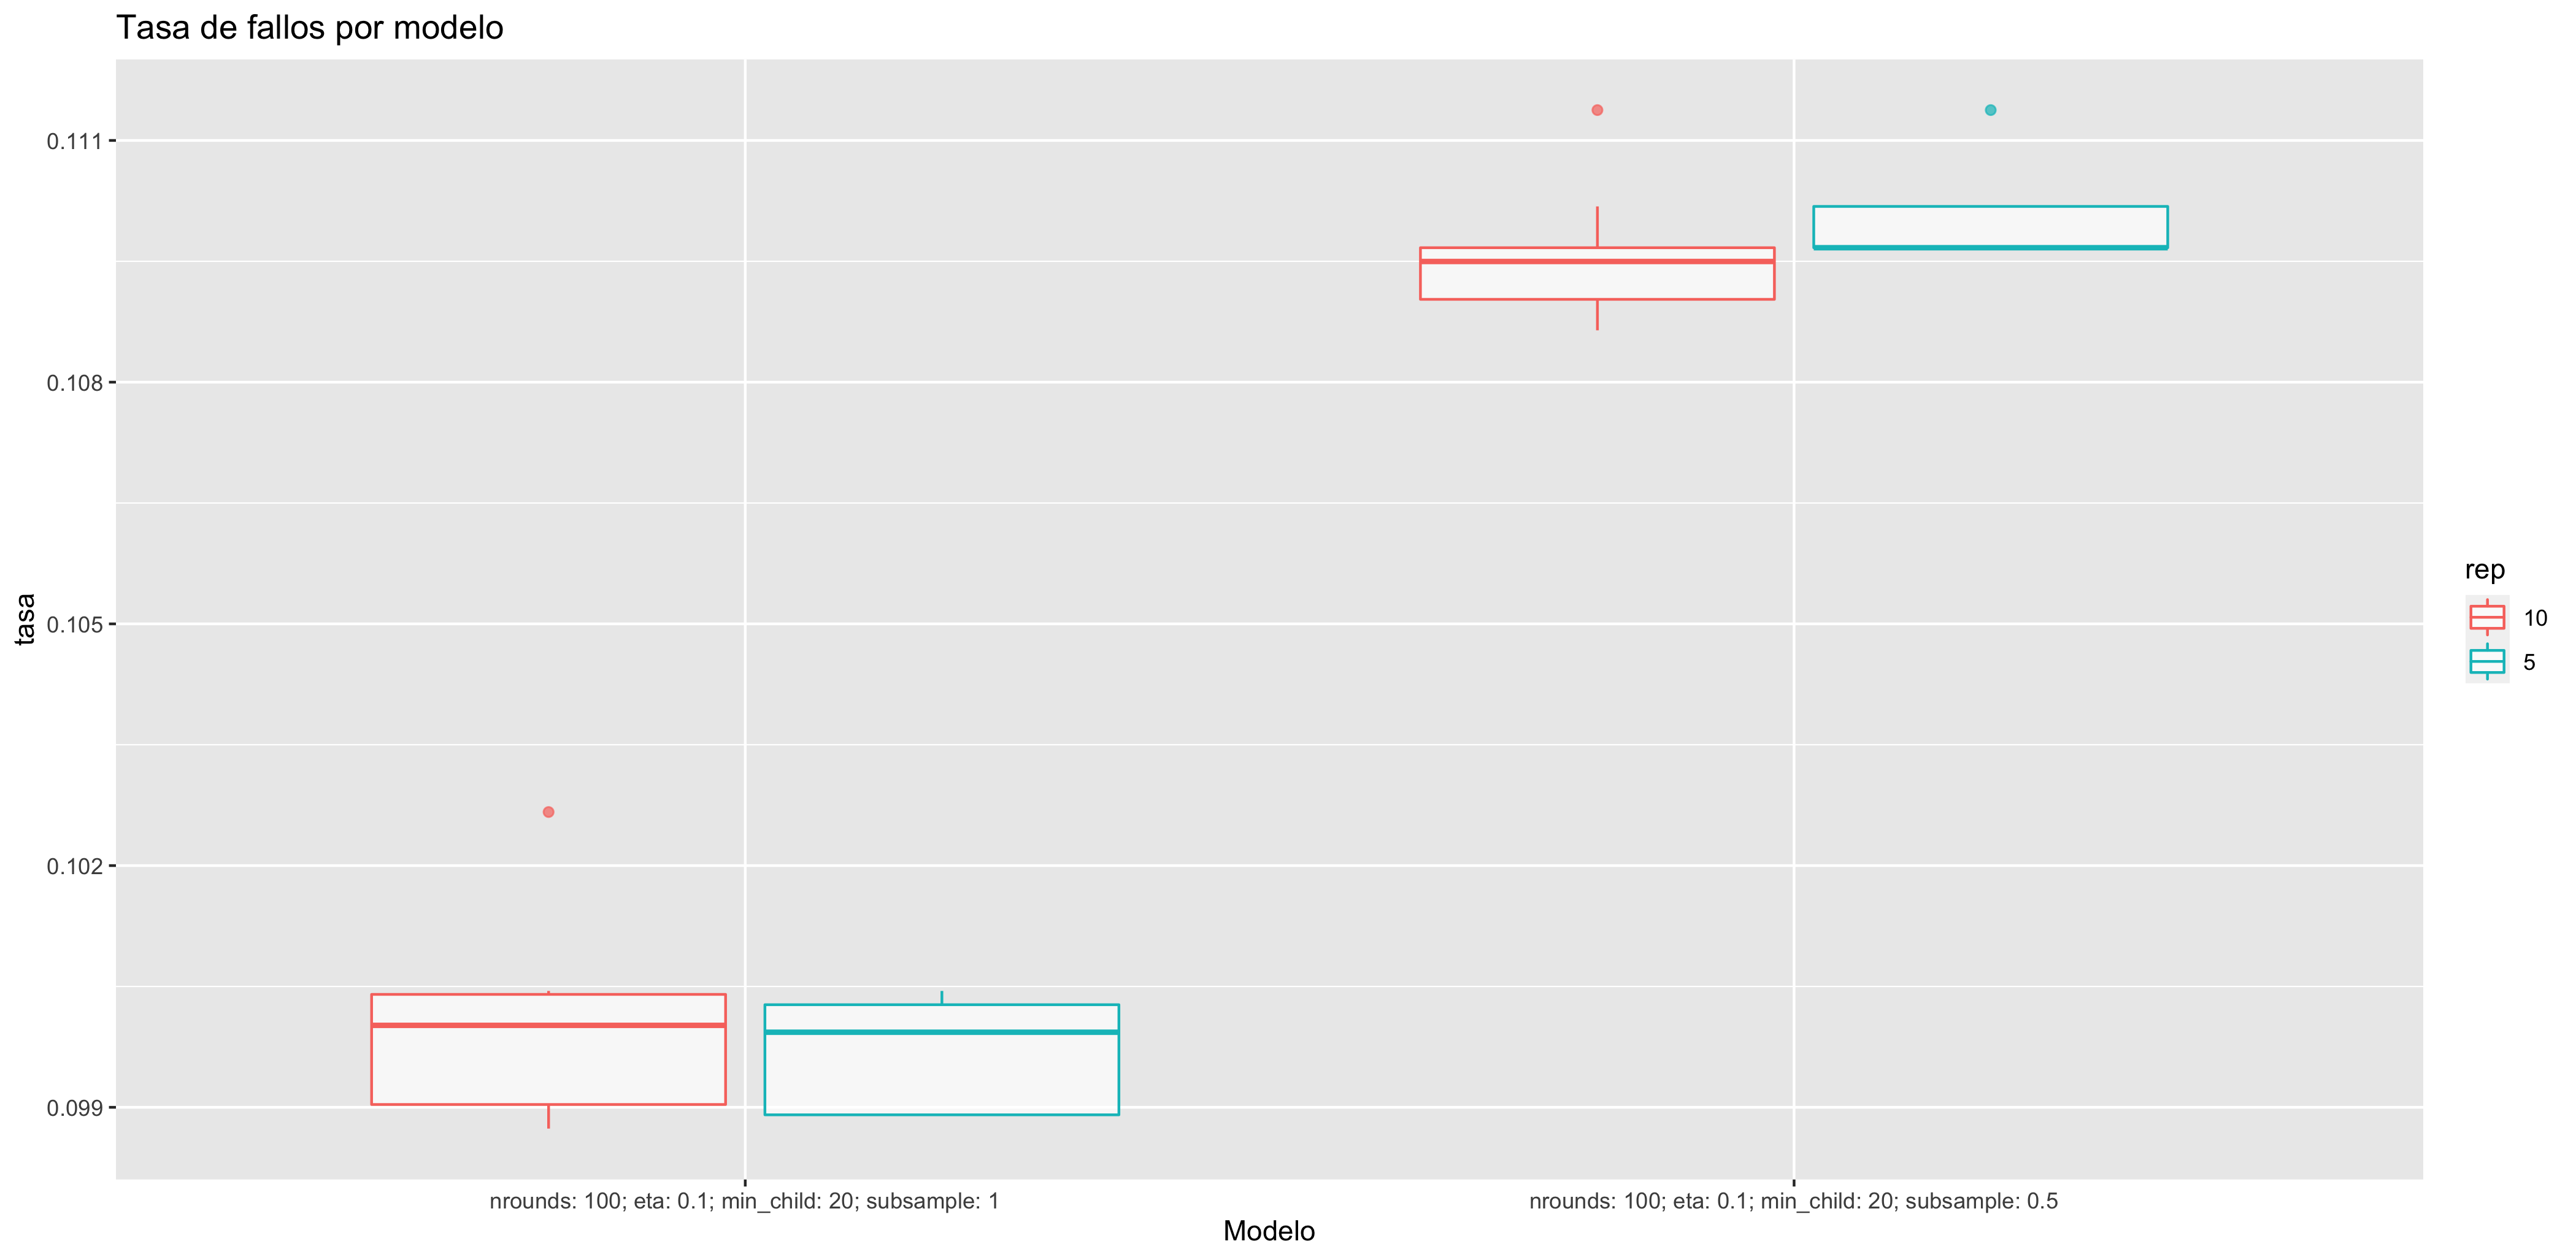 Tasa de fallos por modelo
0.111
0.108
0.105
0.102
0.099
tasa
nrounds: 100; eta: 0.1; min_child: 20; subsample: 1
nrounds: 100; eta: 0.1; min_child: 20; subsample: 0.5
Modelo
rep
10
5